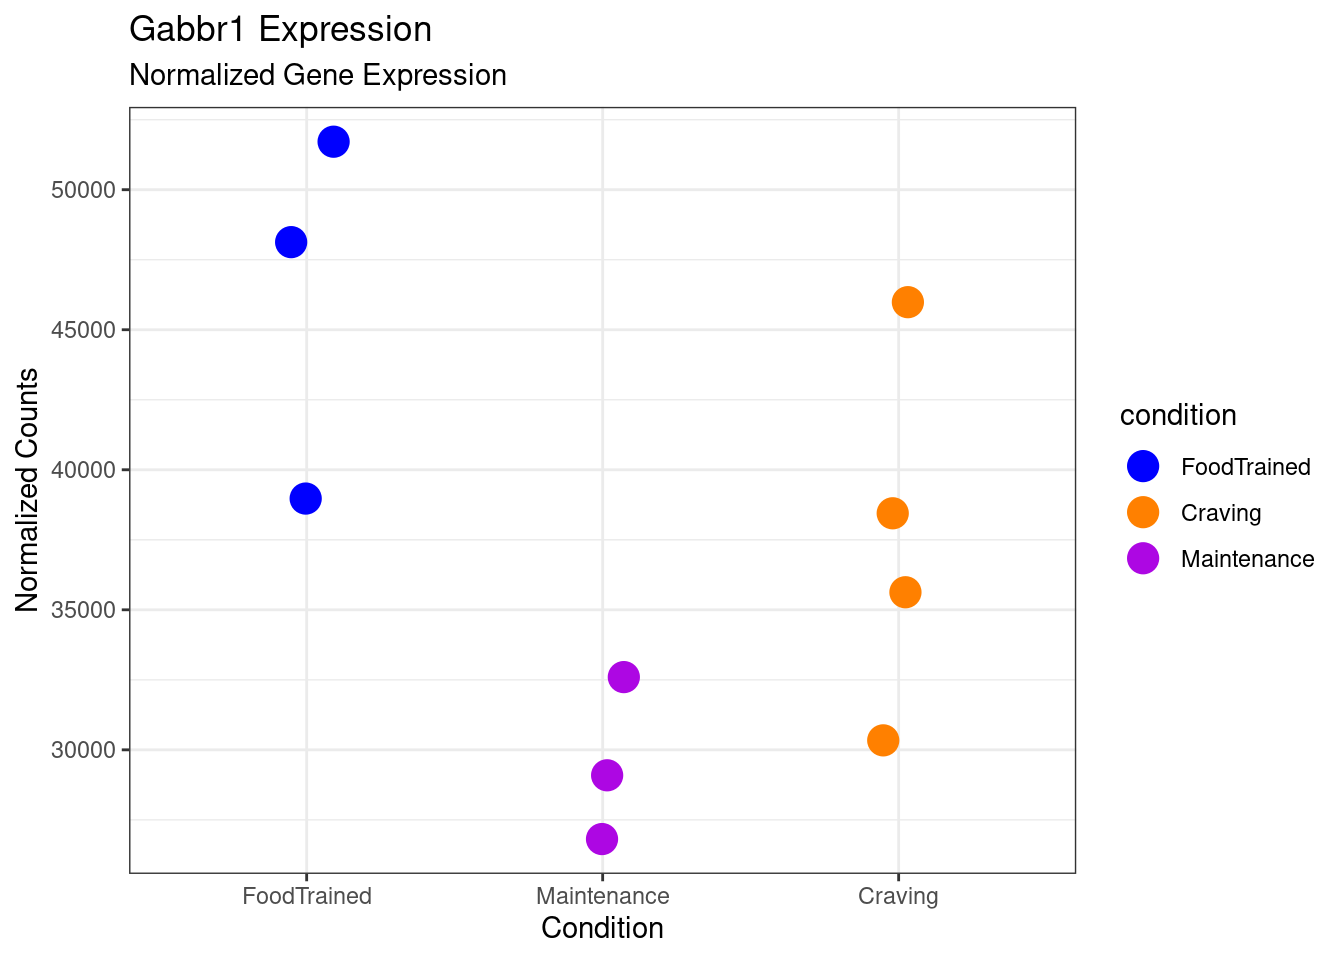 Gabbr1 Expression
Normalized Gene Expression
Normalized Counts
50000
45000
40000
35000
30000
FoodTrained
Maintenance
Craving
Condition
condition
FoodTrained
Craving
Maintenance